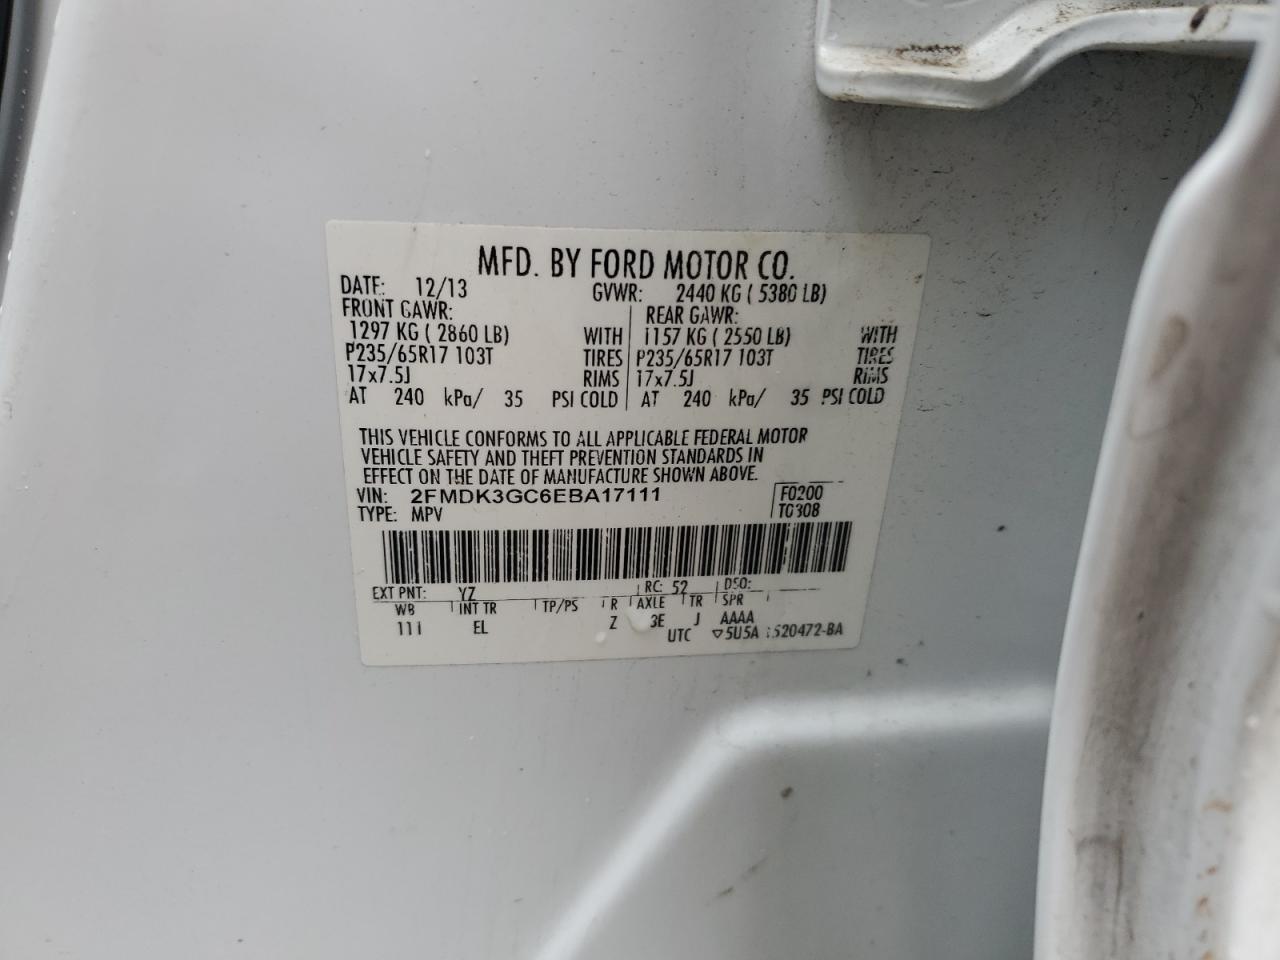 MFD. BY FORD MOTOR CO.
DATE: 12/13 GVWR: 2440 KG ( 5380 LB)
FRONT GAWR: REAR GAWR:
1297 KG ( 2860 LB) WITH 1157 KG ( 2550 LB) WITH
P235/65R17 103T TIRES P235/65R17 103T TIRES
17x7.5J RIMS 17x7.5J RIMS
AT 240 kPa/ 35 PSI COLD AT 240 kPa/ 35 PSI COLD
THIS VEHICLE CONFORMS TO ALL APPLICABLE FEDERAL MOTOR
VEHICLE SAFETY AND THEFT PREVENTION STANDARDS IN
EFFECT ON THE DATE OF MANUFACTURE SHOWN ABOVE.
VIN: 2FMDK3GC6EBA17111 F0200
TYPE: MPV T0308
EXT PNT: YZ RC: 52 DSO:
WB INT TR TP/PS R AXLE TR SPR
111 EL Z 3E J AAAA
UTC ▽5U5A 1520472-BA